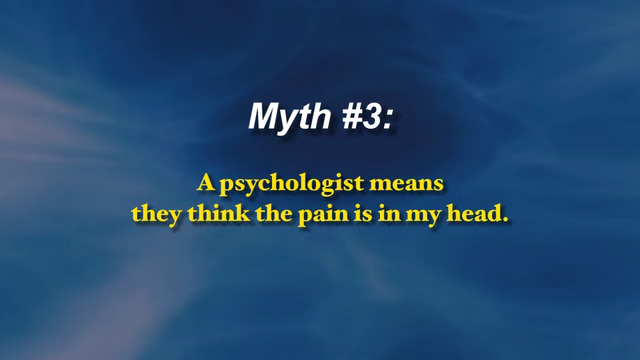 Myth #3:
A psychologist means
they think the pain is in my head.